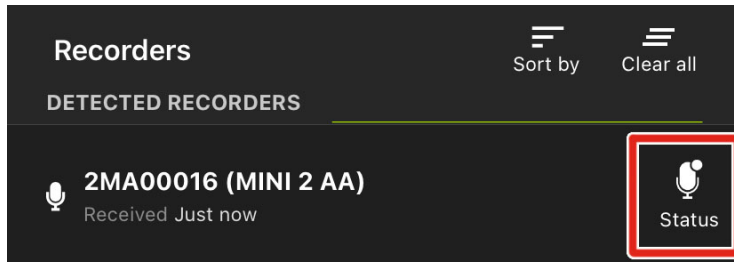 Recorders
Sort by
Clear all
DETECTED RECORDERS
2MA00016 (MINI 2 AA)
Received Just now
Status